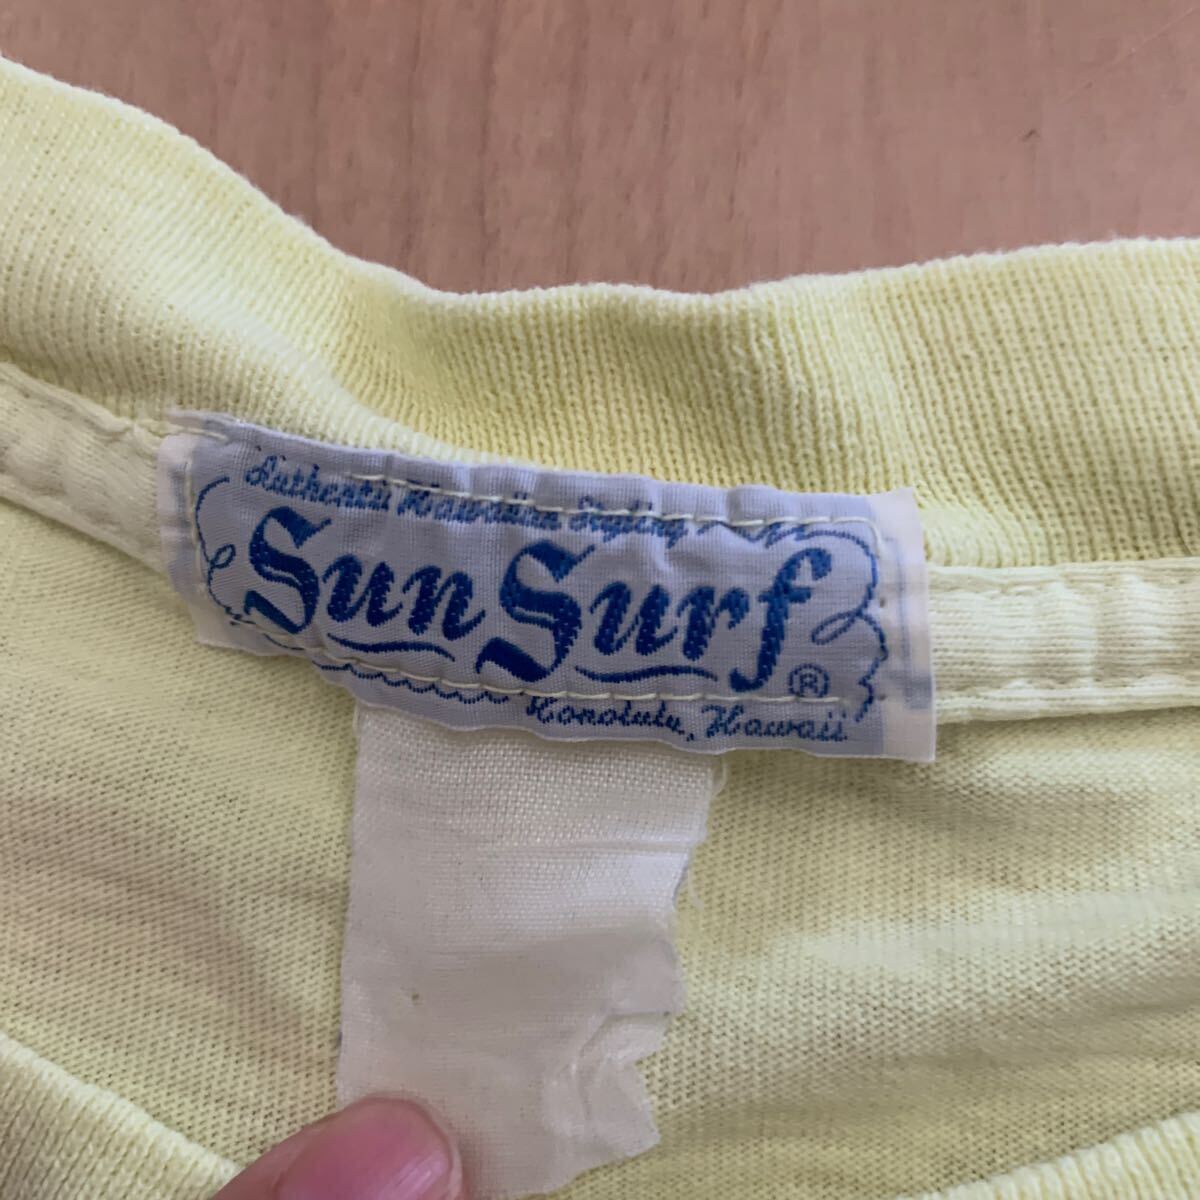 Authentic Hawaiian Styling
Sun Surf ®
Honolulu, Hawaii